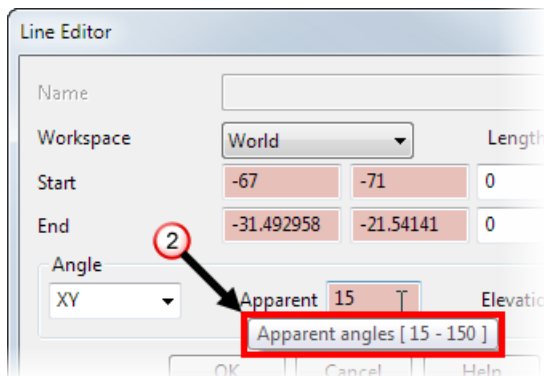 Line Editor
Name
Workspace World Length
Start -67 -71 0
End -31.492958 -21.54141 0
2
Angle
XY Apparent 15
Apparent angles [ 15 - 150 ]
OK Cancel Help